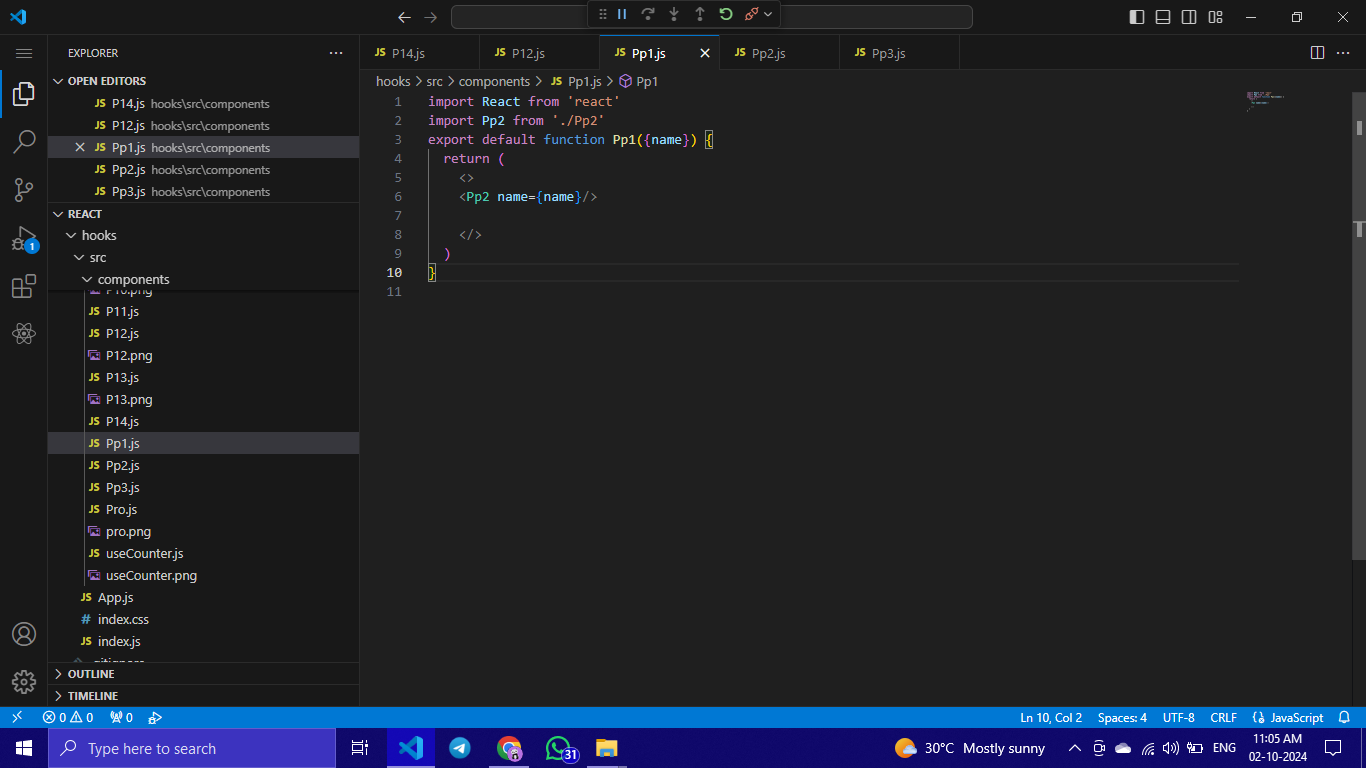 EXPLORER
OPEN EDITORS
JS P14.js hooks\src\components
JS P12.js hooks\src\components
JS Pp1.js hooks\src\components
JS Pp2.js hooks\src\components
JS Pp3.js hooks\src\components
REACT
hooks
src
components
P10.png
JS P11.js
JS P12.js
P12.png
JS P13.js
P13.png
JS P14.js
JS Pp1.js
JS Pp2.js
JS Pp3.js
JS Pro.js
pro.png
JS useCounter.js
useCounter.png
JS App.js
# index.css
JS index.js
.gitignore
OUTLINE
TIMELINE
1
JS P14.js JS P12.js JS Pp1.js JS Pp2.js JS Pp3.js
hooks > src > components > JS Pp1.js > Pp1
1 import React from 'react'
2 import Pp2 from './Pp2'
3 export default function Pp1({name}) {
4 return (
5 <>
6 <Pp2 name={name}/>
7
8 </>
9 )
10 }
11
0 0 0 Ln 10, Col 2 Spaces: 4 UTF-8 CRLF {} JavaScript
Type here to search 31 30°C Mostly sunny ENG 11:05 AM
02-10-2024